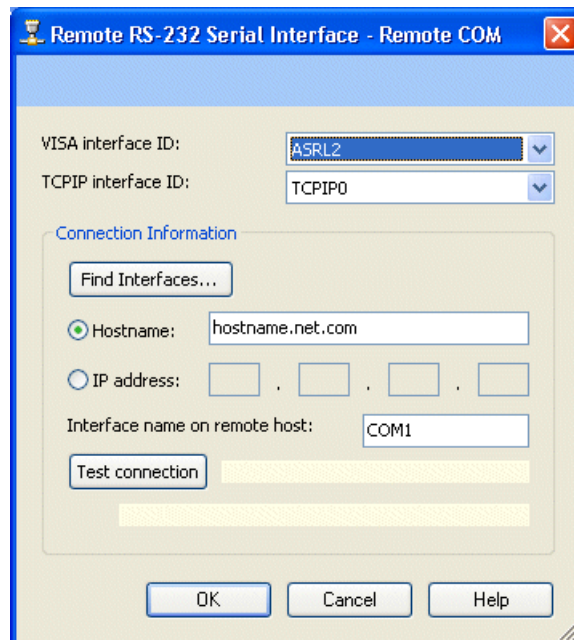 Remote RS-232 Serial Interface - Remote COM
VISA interface ID:
ASRL2
TCPIP interface ID:
TCPIP0
Connection Information
Find Interfaces...
Hostname:
hostname.net.com
IP address:
. . .
Interface name on remote host:
COM1
Test connection
OK
Cancel
Help